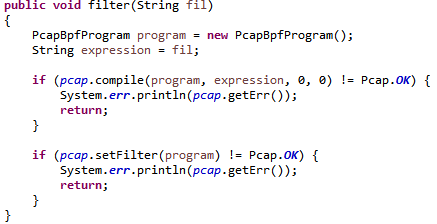 public void filter(String fil)
{
    PcapBpfProgram program = new PcapBpfProgram();
    String expression = fil;

    if (pcap.compile(program, expression, 0, 0) != Pcap.OK) {
        System.err.println(pcap.getErr());
        return;
    }

    if (pcap.setFilter(program) != Pcap.OK) {
        System.err.println(pcap.getErr());
        return;
    }
}